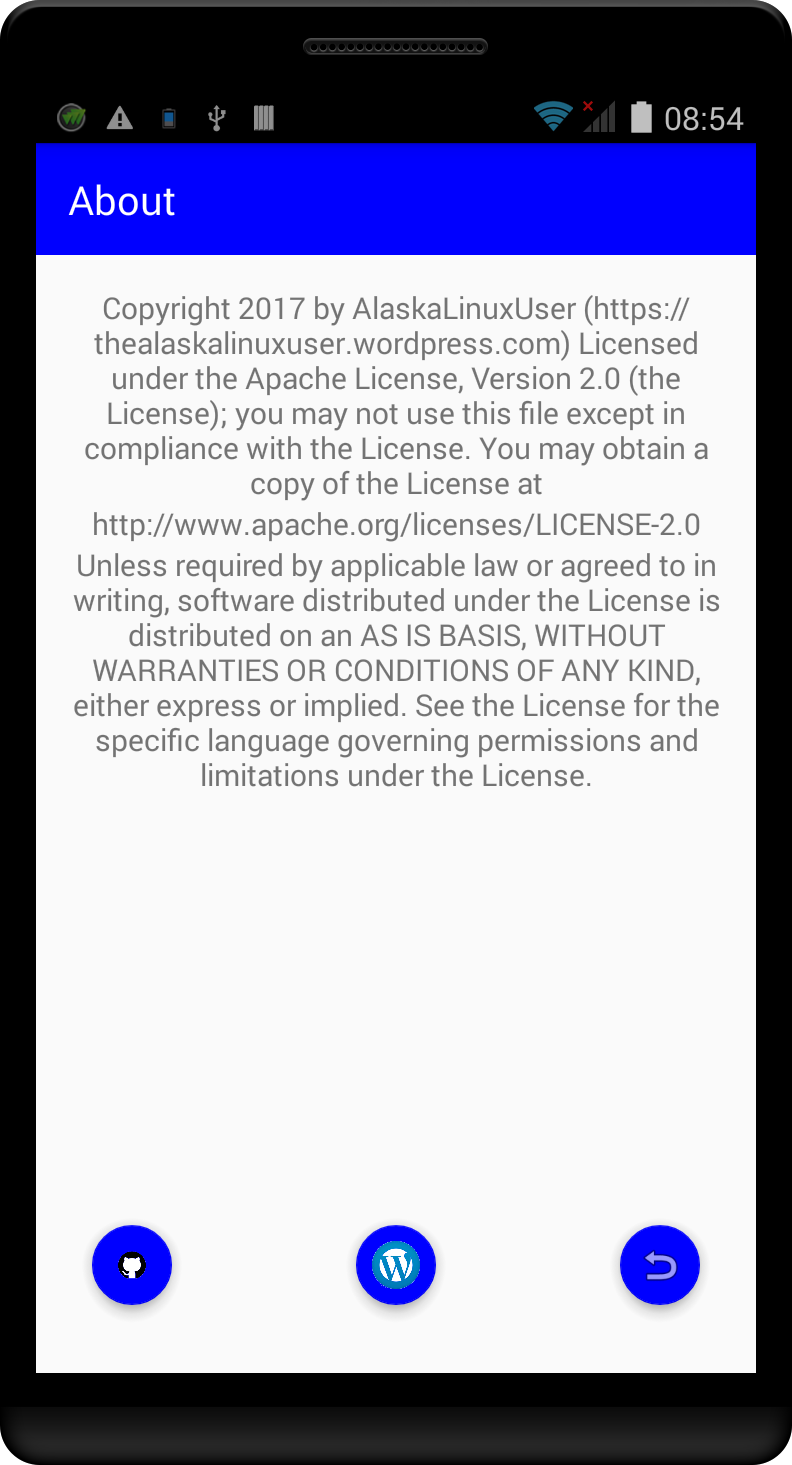 08:54
About
Copyright 2017 by AlaskaLinuxUser (https://
thealaskalinuxuser.wordpress.com) Licensed
under the Apache License, Version 2.0 (the
License); you may not use this file except in
compliance with the License. You may obtain a
copy of the License at
http://www.apache.org/licenses/LICENSE-2.0
Unless required by applicable law or agreed to in
writing, software distributed under the License is
distributed on an AS IS BASIS, WITHOUT
WARRANTIES OR CONDITIONS OF ANY KIND,
either express or implied. See the License for the
specific language governing permissions and
limitations under the License.